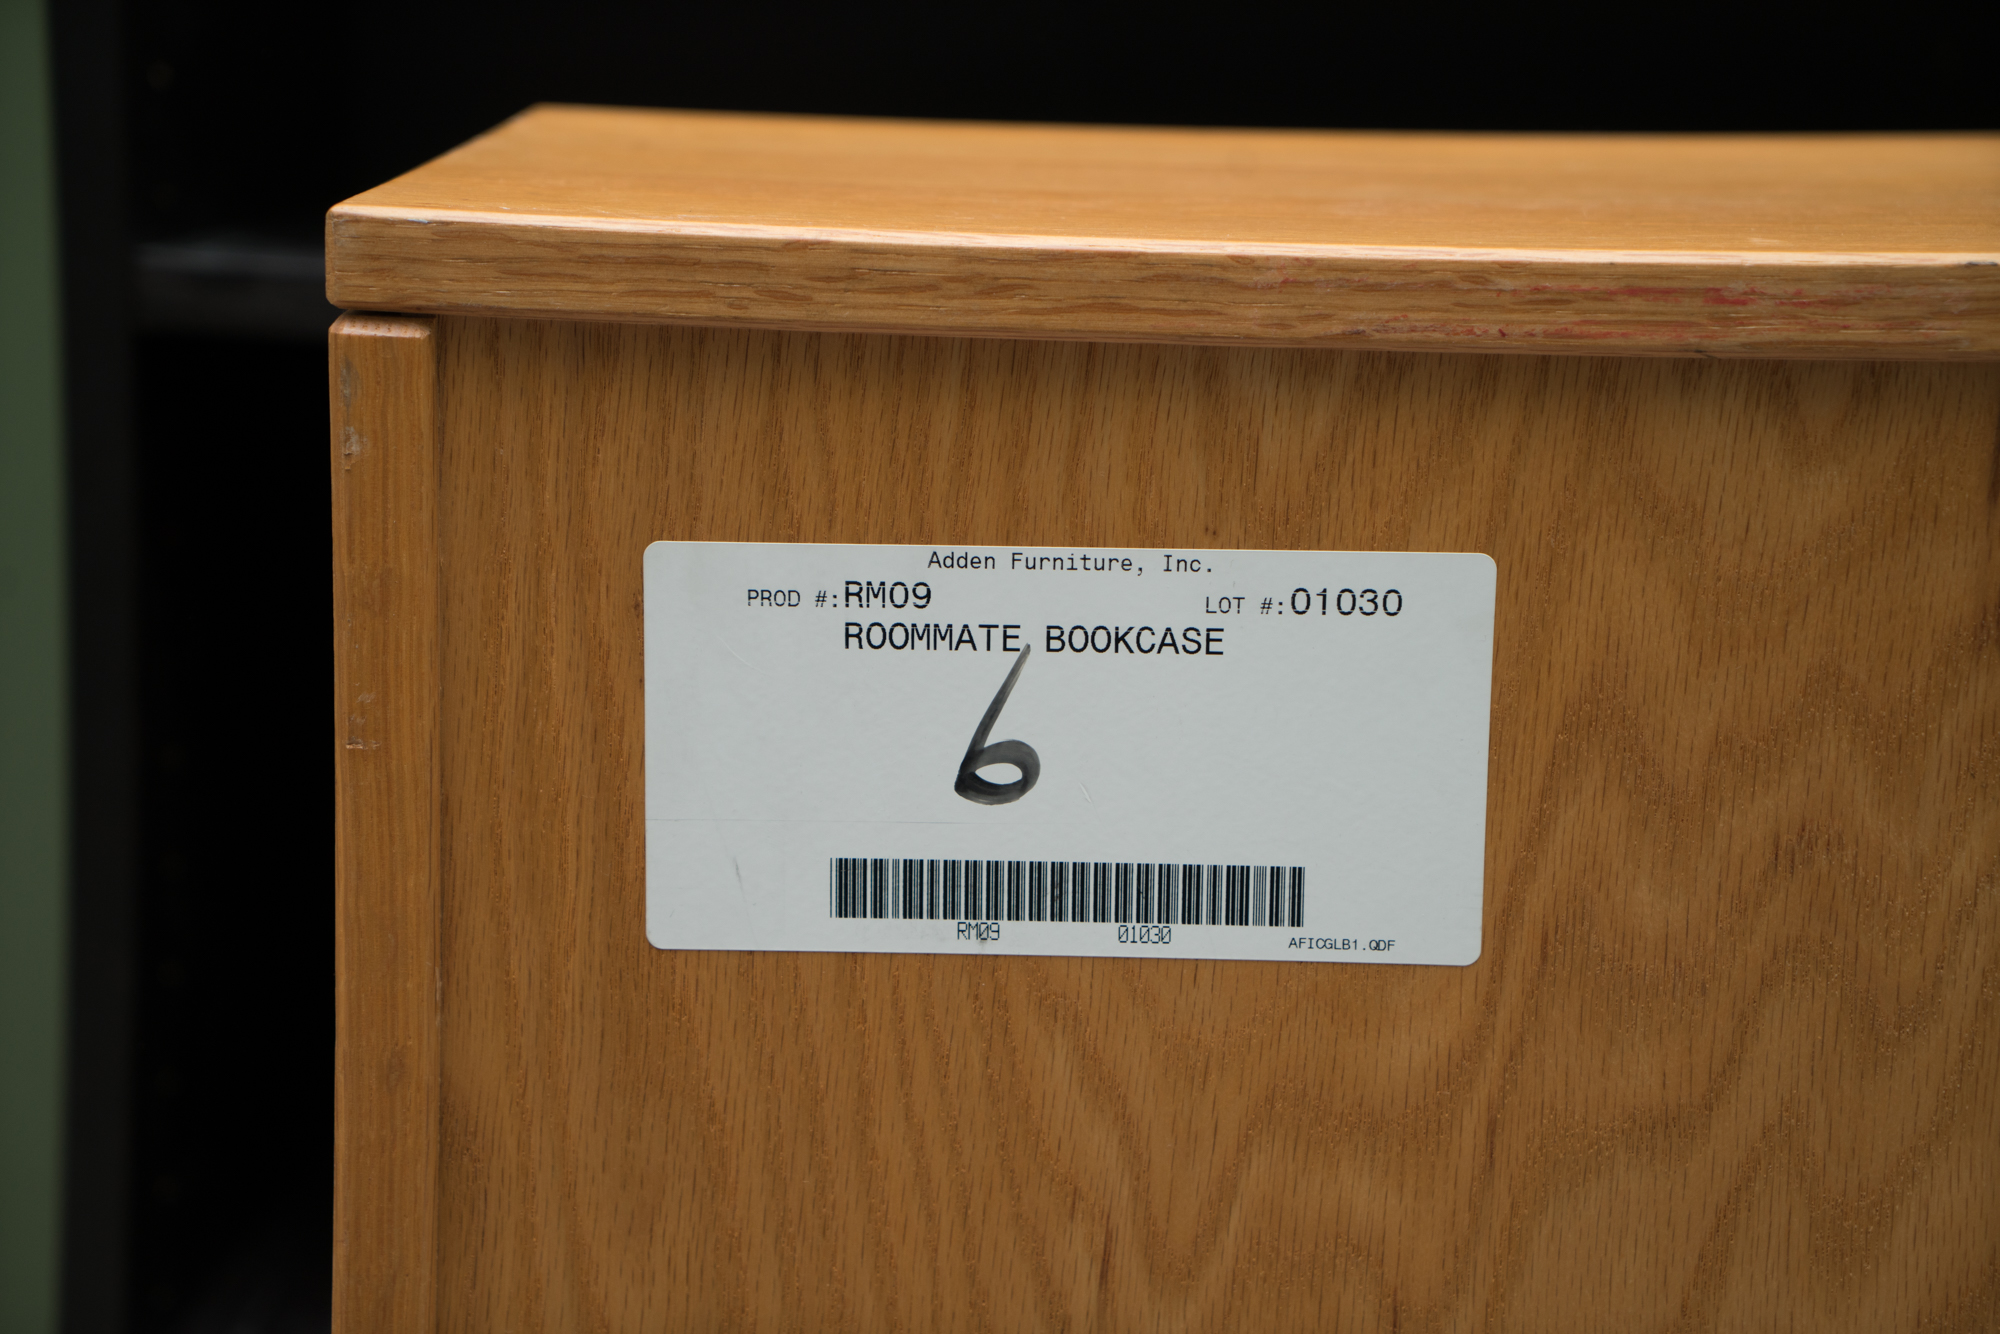 Adden Furniture, Inc.
PROD #:RM09 LOT #:01030
ROOMMATE BOOKCASE
6
RM09 01030 AFICGLB1.QDF